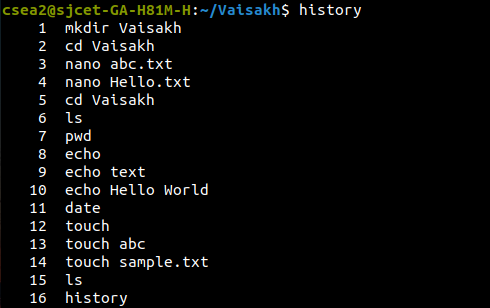 csea2@sjcet-GA-H81M-H:~/Vaisakh$ history
1 mkdir Vaisakh
2 cd Vaisakh
3 nano abc.txt
4 nano Hello.txt
5 cd Vaisakh
6 ls
7 pwd
8 echo
9 echo text
10 echo Hello World
11 date
12 touch
13 touch abc
14 touch sample.txt
15 ls
16 history